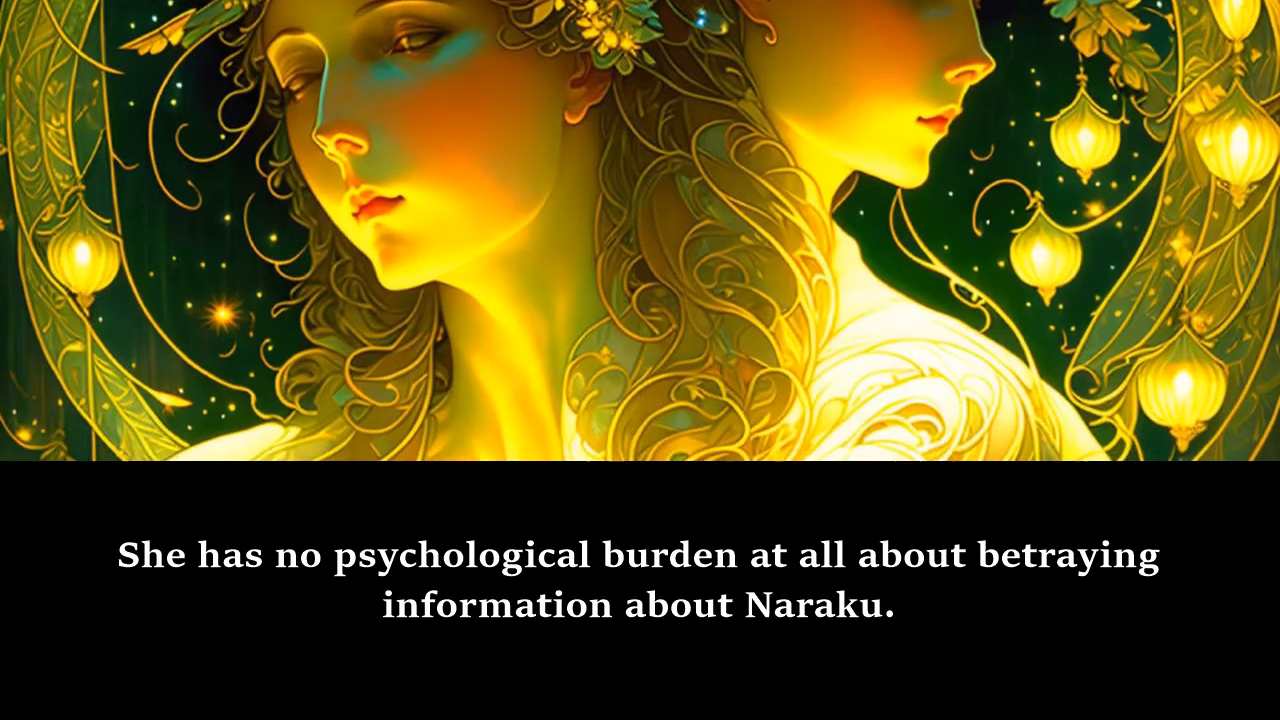 She has no psychological burden at all about betraying
information about Naraku.